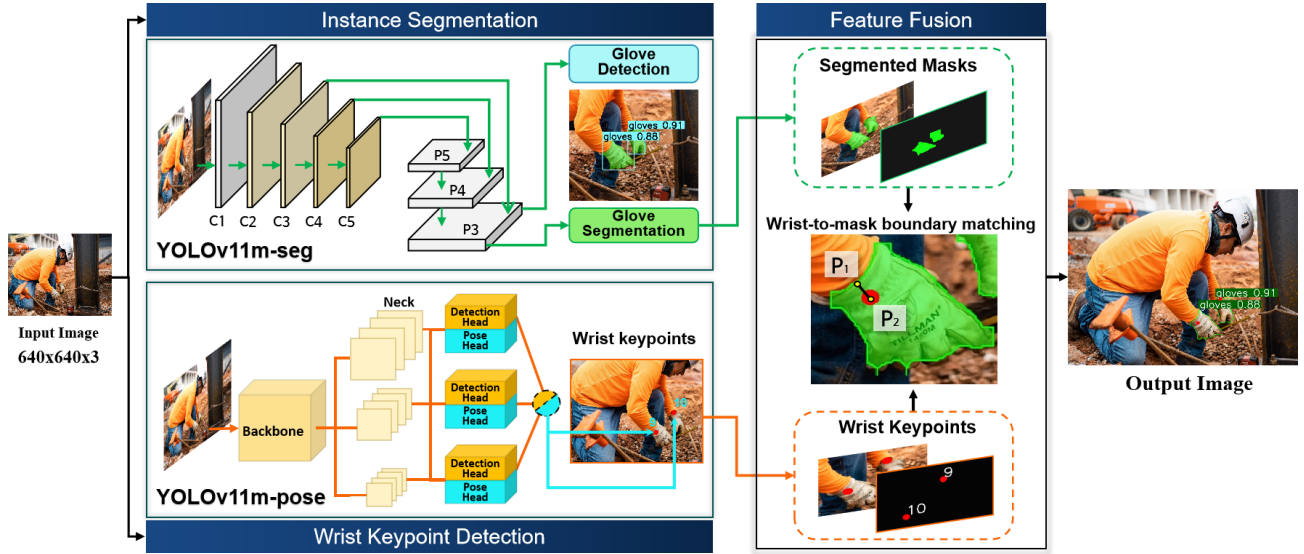 Instance Segmentation
Feature Fusion
C1
C2
C3
C4
C5
P5
P4
P3
YOLOv11m-seg
Glove
Detection
gloves 0.91
gloves 0.88
Glove
Segmentation
Input Image
640x640x3
Backbone
Neck
Detection
Head
Pose
Head
Detection
Head
Pose
Head
Detection
Head
Pose
Head
YOLOv11m-pose
Wrist keypoints
10
9
Wrist Keypoint Detection
Segmented Masks
Wrist-to-mask boundary matching
P1
P2
TILLMAN
Wrist Keypoints
9
10
gloves 0.91
gloves 0.88
Output Image